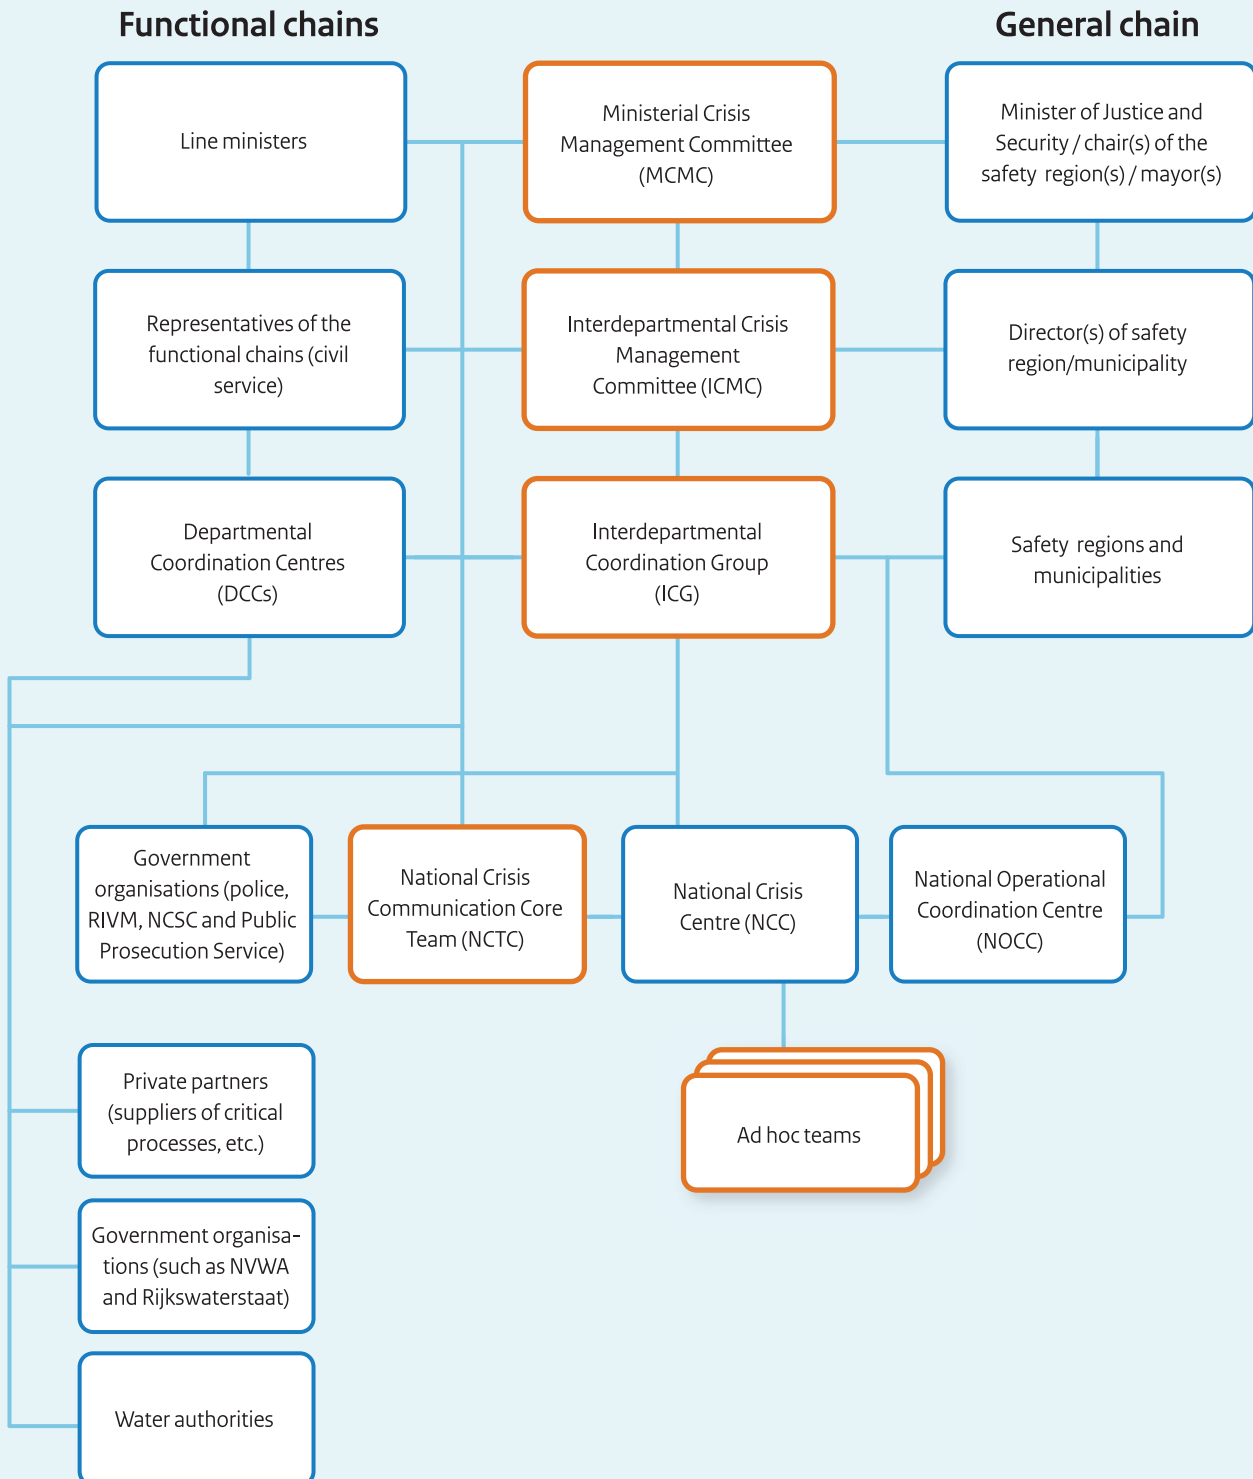 Functional chains
General chain
Line ministers
Ministerial Crisis
Management Committee
(MCMC)
Minister of Justice and
Security / chair(s) of the
safety region(s) / mayor(s)
Representatives of the
functional chains (civil
service)
Interdepartmental Crisis
Management
Committee (ICMC)
Director(s) of safety
region/municipality
Departmental
Coordination Centres
(DCCs)
Interdepartmental
Coordination Group
(ICG)
Safety regions and
municipalities
Government
organisations (police,
RIVM, NCSC and Public
Prosecution Service)
National Crisis
Communication Core
Team (NCTC)
National Crisis
Centre (NCC)
National Operational
Coordination Centre
(NOCC)
Private partners
(suppliers of critical
processes, etc.)
Ad hoc teams
Government organisa-
tions (such as NVWA
and Rijkswaterstaat)
Water authorities